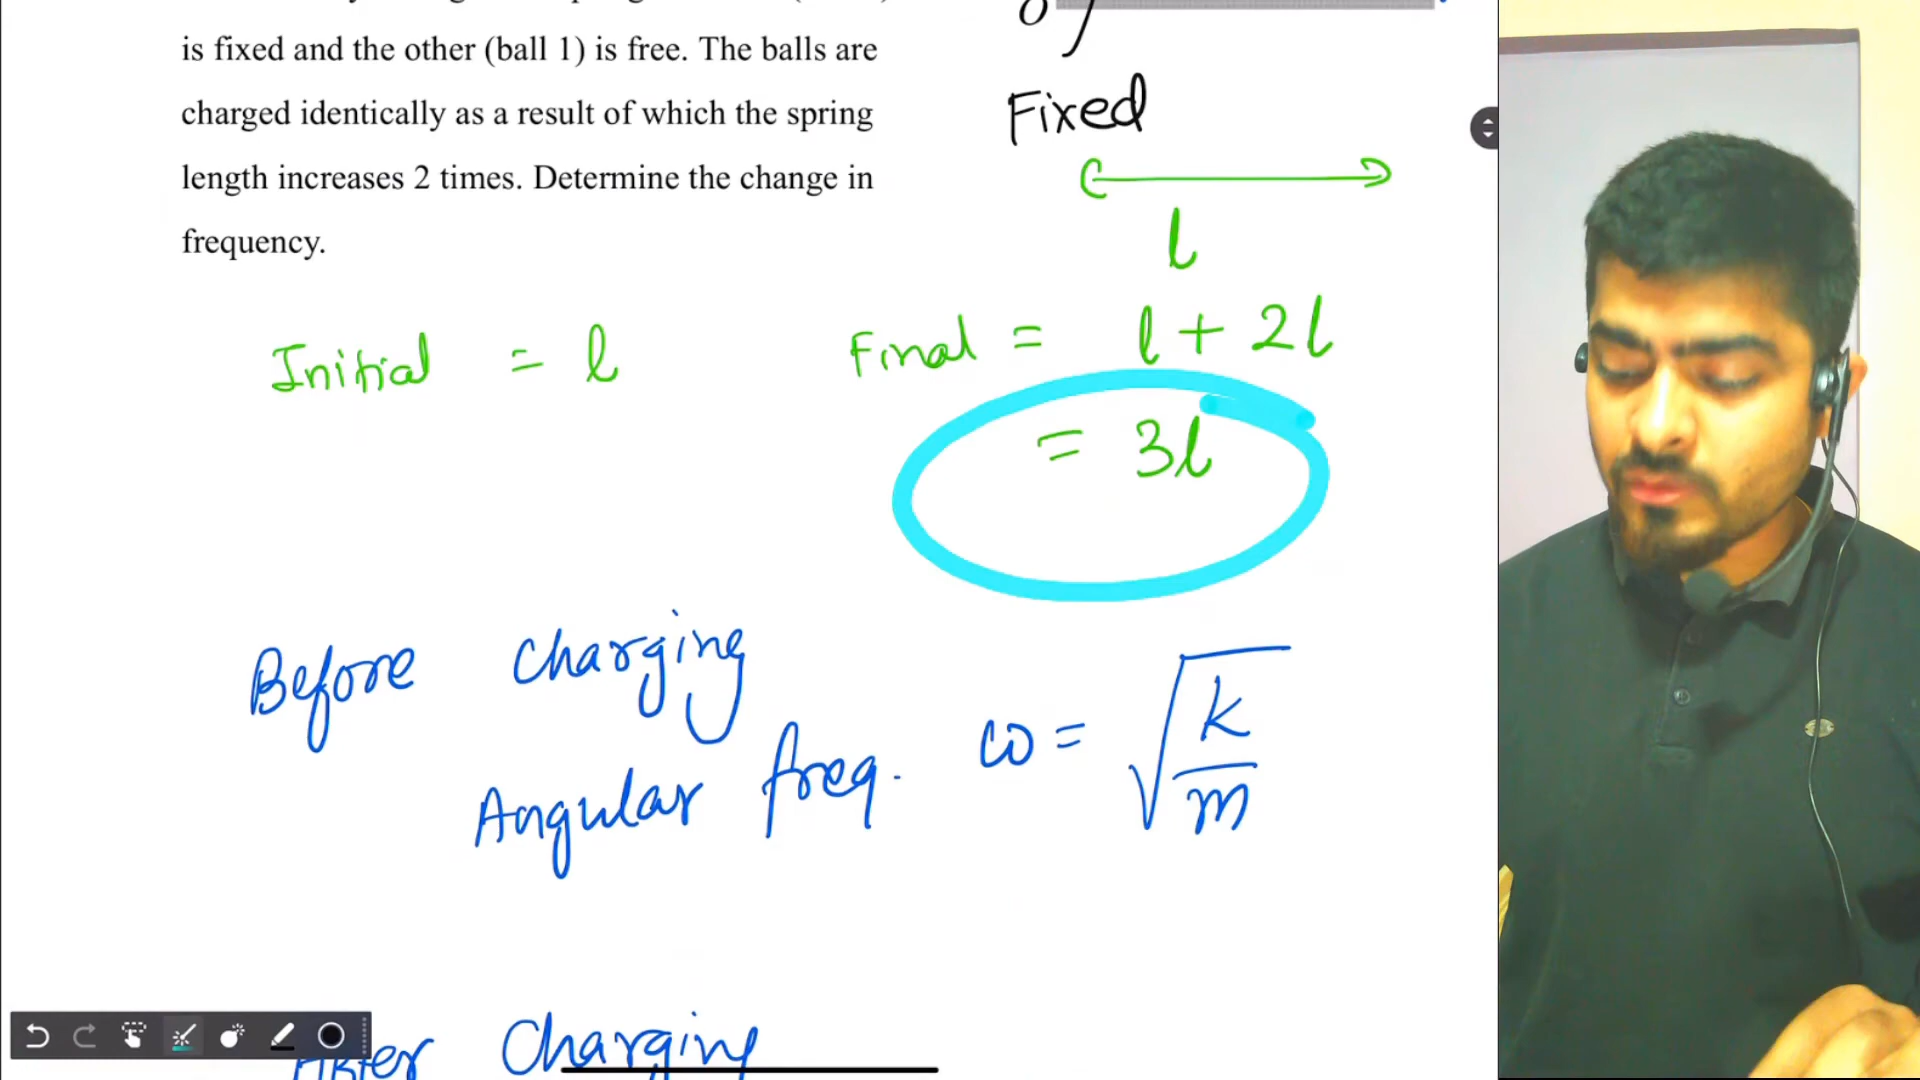 is fixed and the other (ball 1) is free. The balls are
charged identically as a result of which the spring
length increases 2 times. Determine the change in
frequency.
Fixed
l
Initial = l
Final = l + 2l
= 3l
Before Charging
Angular freq. ω = √(k/m)
After Charging